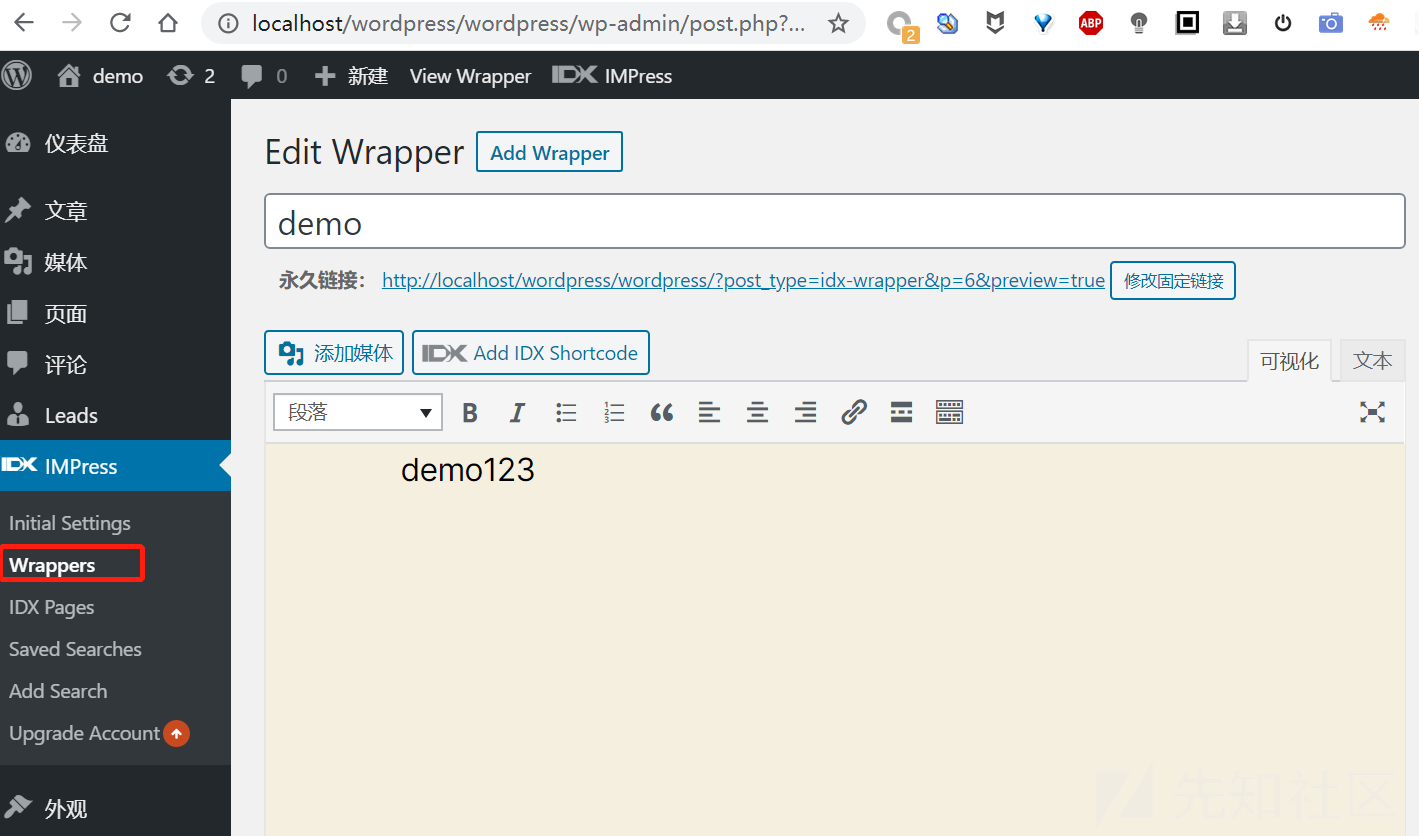 localhost/wordpress/wordpress/wp-admin/post.php?...
2
ABP
demo 2 0 新建 View Wrapper IDX IMPress
仪表盘
文章
媒体
页面
评论
Leads
IDX IMPress
Initial Settings
Wrappers
IDX Pages
Saved Searches
Add Search
Upgrade Account
外观
Edit Wrapper Add Wrapper
demo
永久链接： http://localhost/wordpress/wordpress/?post_type=idx-wrapper&p=6&preview=true 修改固定链接
添加媒体 IDX Add IDX Shortcode
可视化 文本
段落 B I
demo123
先知社区